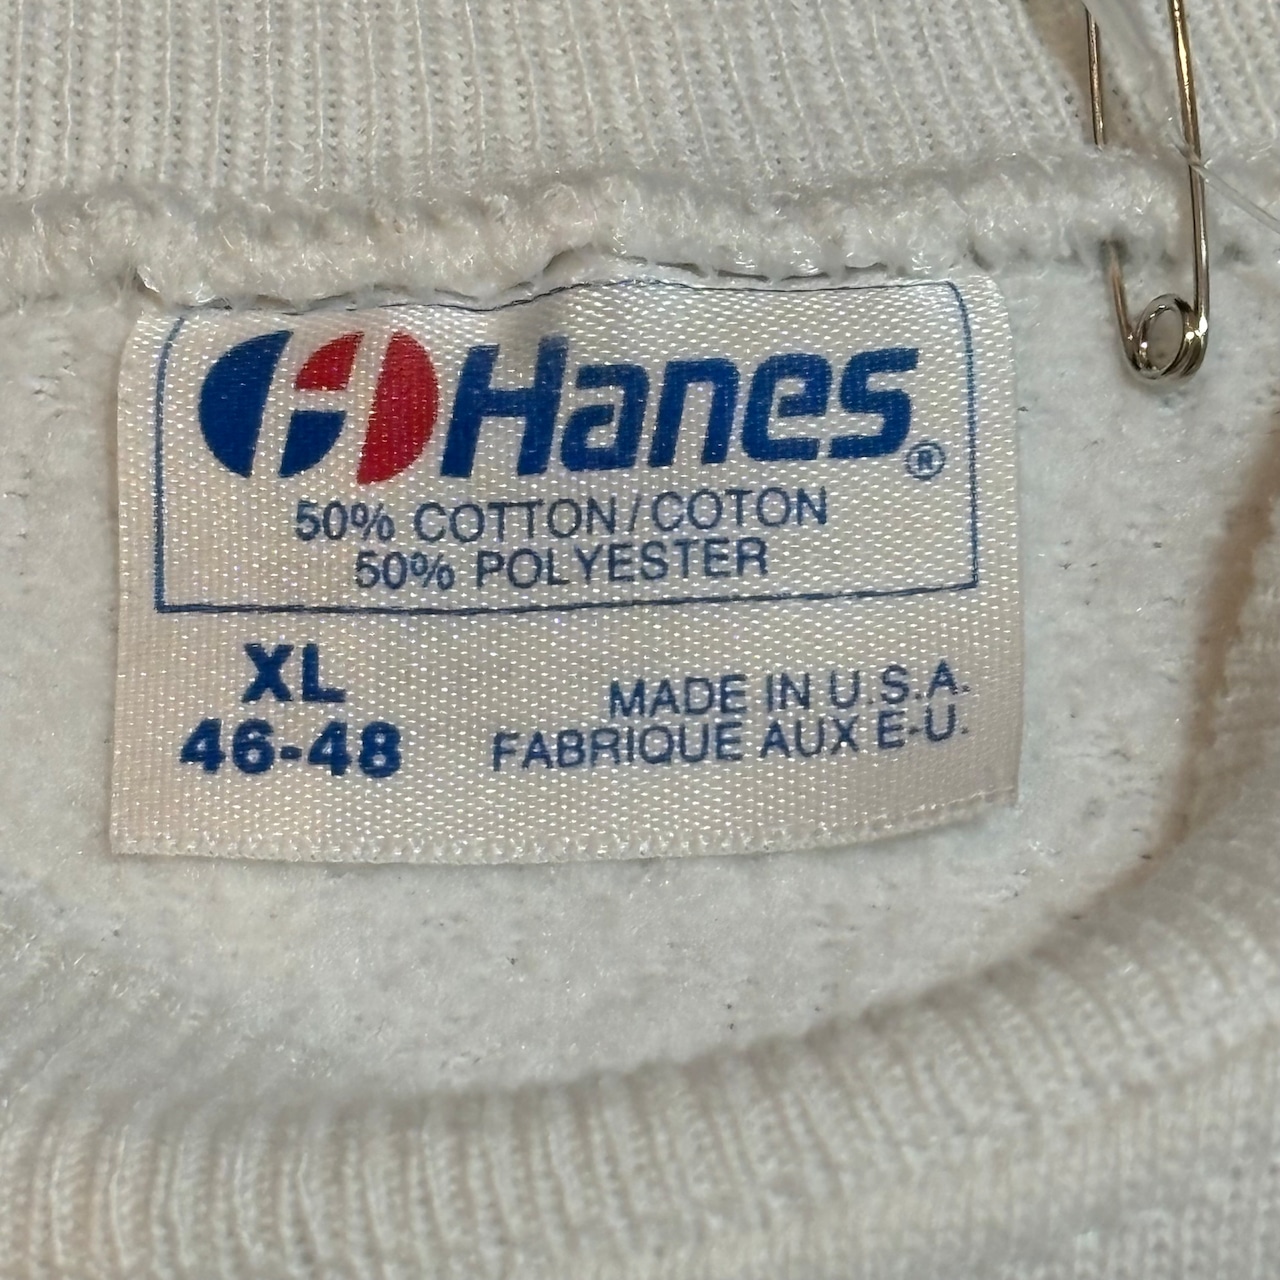 Hanes®
50% COTTON/COTON
50% POLYESTER
XL
46-48
MADE IN U.S.A.
FABRIQUE AUX E-U.